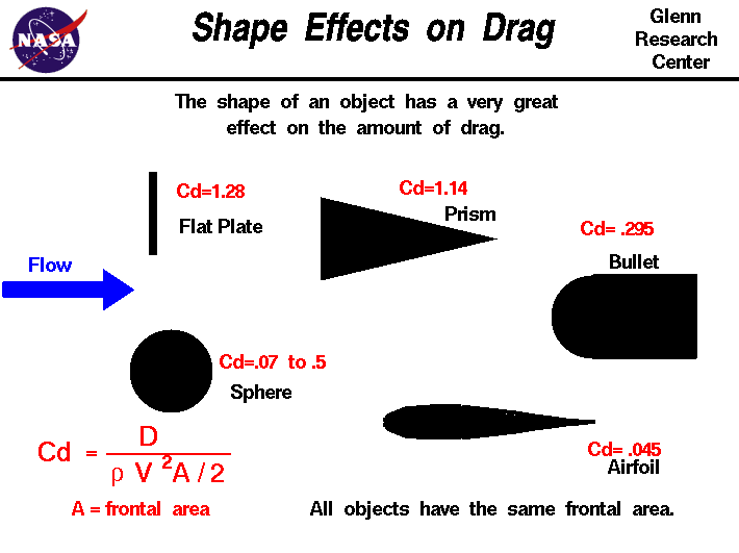 NASA
Shape Effects on Drag
Glenn
Research
Center
The shape of an object has a very great
effect on the amount of drag.
Cd=1.28
Flat Plate
Cd=1.14
Prism
Cd= .295
Bullet
Flow
Cd=.07 to .5
Sphere
Cd = D / ρ V ² A / 2
Cd= .045
Airfoil
A = frontal area
All objects have the same frontal area.